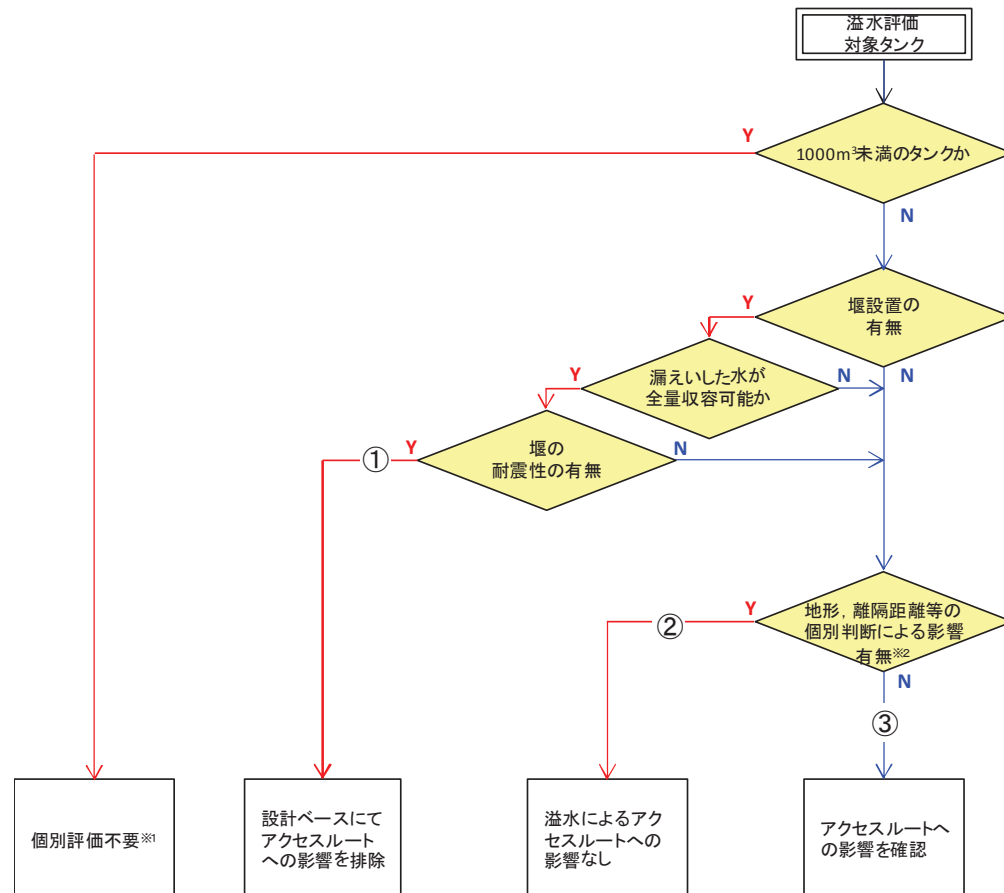 溢水評価
対象タンク
Y
1000m³未満のタンクか
N
Y
堰設置の
有無
N
Y
漏えいした水が
全量収容可能か
N
① Y
堰の
耐震性の有無
N
② Y
地形,離隔距離等の
個別判断による影響
有無※2
N
③
個別評価不要※1
設計ベースにて
アクセスルート
への影響を排除
溢水によるアク
セスルートへの
影響なし
アクセスルートへ
の影響を確認